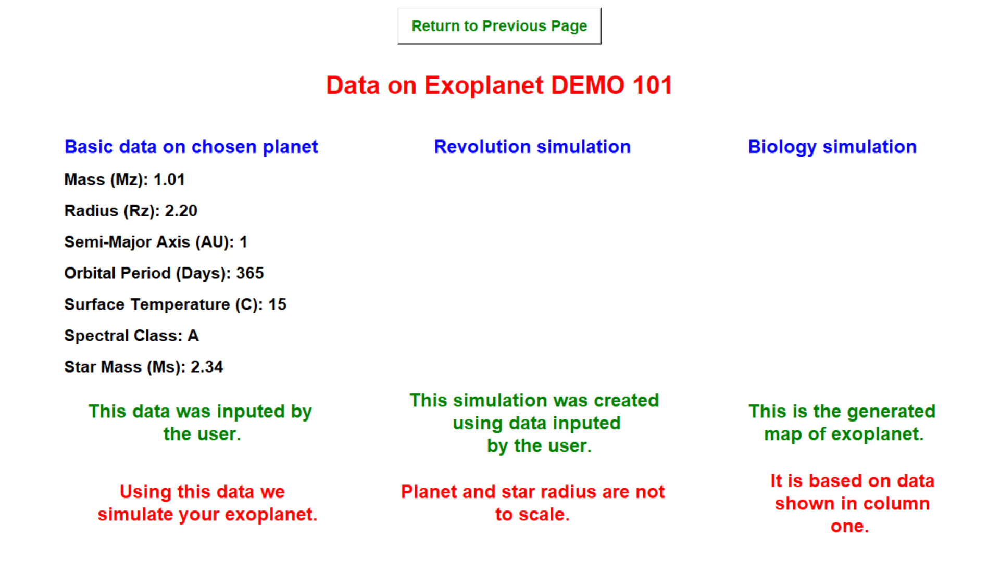 Return to Previous Page
Data on Exoplanet DEMO 101
Basic data on chosen planet
Mass (Mz): 1.01
Radius (Rz): 2.20
Semi-Major Axis (AU): 1
Orbital Period (Days): 365
Surface Temperature (C): 15
Spectral Class: A
Star Mass (Ms): 2.34
This data was inputed by
the user.
Using this data we
simulate your exoplanet.
Revolution simulation
This simulation was created
using data inputed
by the user.
Planet and star radius are not
to scale.
Biology simulation
This is the generated
map of exoplanet.
It is based on data
shown in column
one.